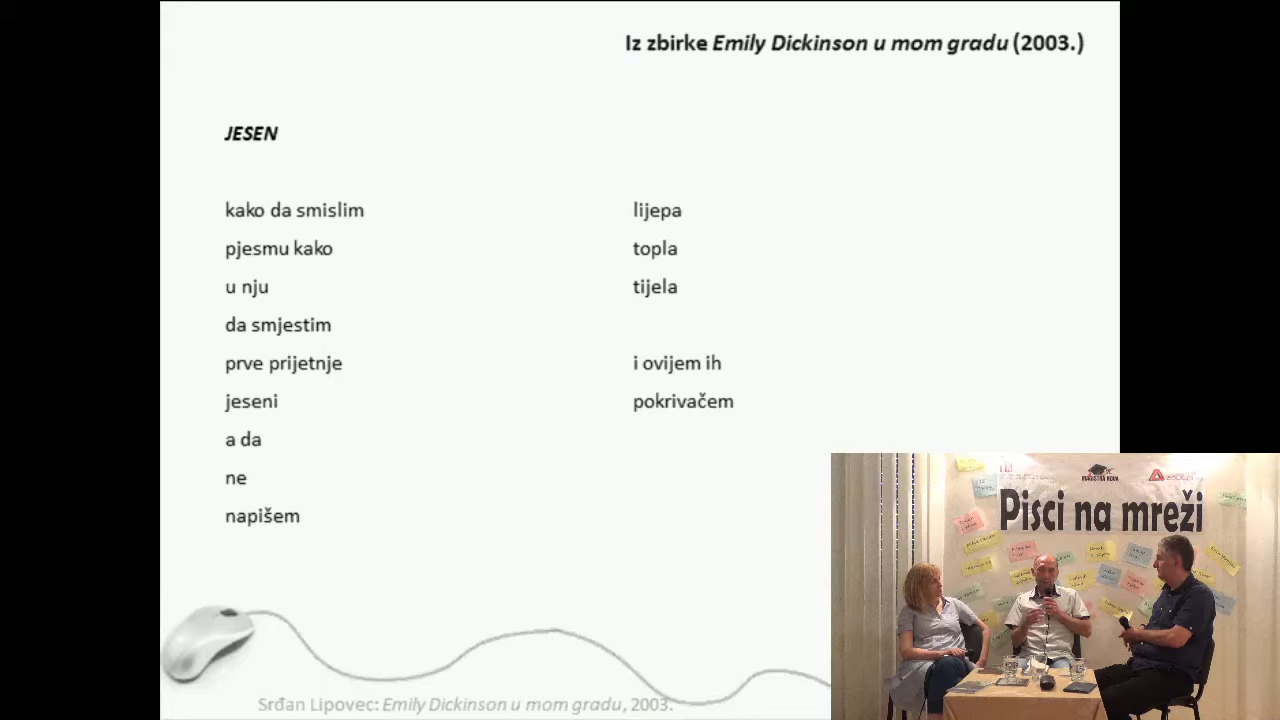 Iz zbirke Emily Dickinson u mom gradu (2003.)
JESEN
kako da smislim
pjesmu kako
u nju
da smjestim
prve prijetnje
jeseni
a da
ne
napišem
lijepa
topla
tijela
i ovijem ih
pokrivačem
Srđan Lipovec: Emily Dickinson u mom gradu, 2003.
MAGISTRA NOVA
Pisci na mreži